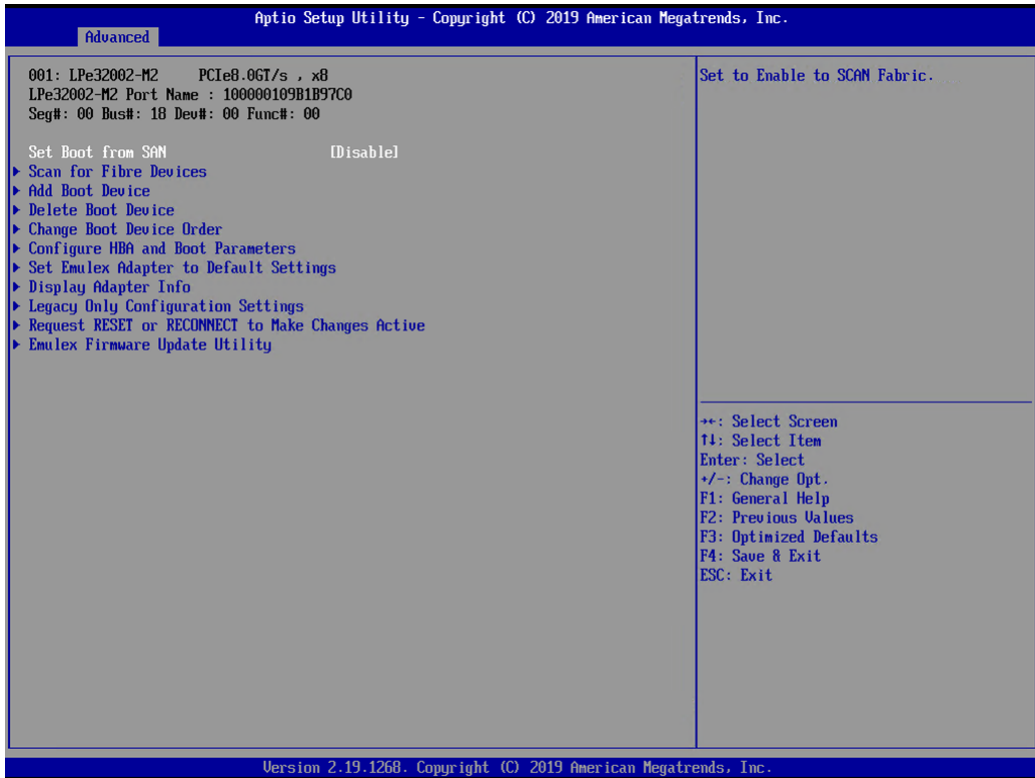 Aptio Setup Utility - Copyright (C) 2019 American Megatrends, Inc.
Advanced
001: LPe32002-M2 PCIe8.0GT/s , x8
LPe32002-M2 Port Name : 100000109B1B97C0
Seg#: 00 Bus#: 18 Dev#: 00 Func#: 00
Set Boot from SAN [Disable]
Scan for Fibre Devices
Add Boot Device
Delete Boot Device
Change Boot Device Order
Configure HBA and Boot Parameters
Set Emulex Adapter to Default Settings
Display Adapter Info
Legacy Only Configuration Settings
Request RESET or RECONNECT to Make Changes Active
Emulex Firmware Update Utility
Set to Enable to SCAN Fabric.
→←: Select Screen
↑↓: Select Item
Enter: Select
+/-: Change Opt.
F1: General Help
F2: Previous Values
F3: Optimized Defaults
F4: Save & Exit
ESC: Exit
Version 2.19.1268. Copyright (C) 2019 American Megatrends, Inc.